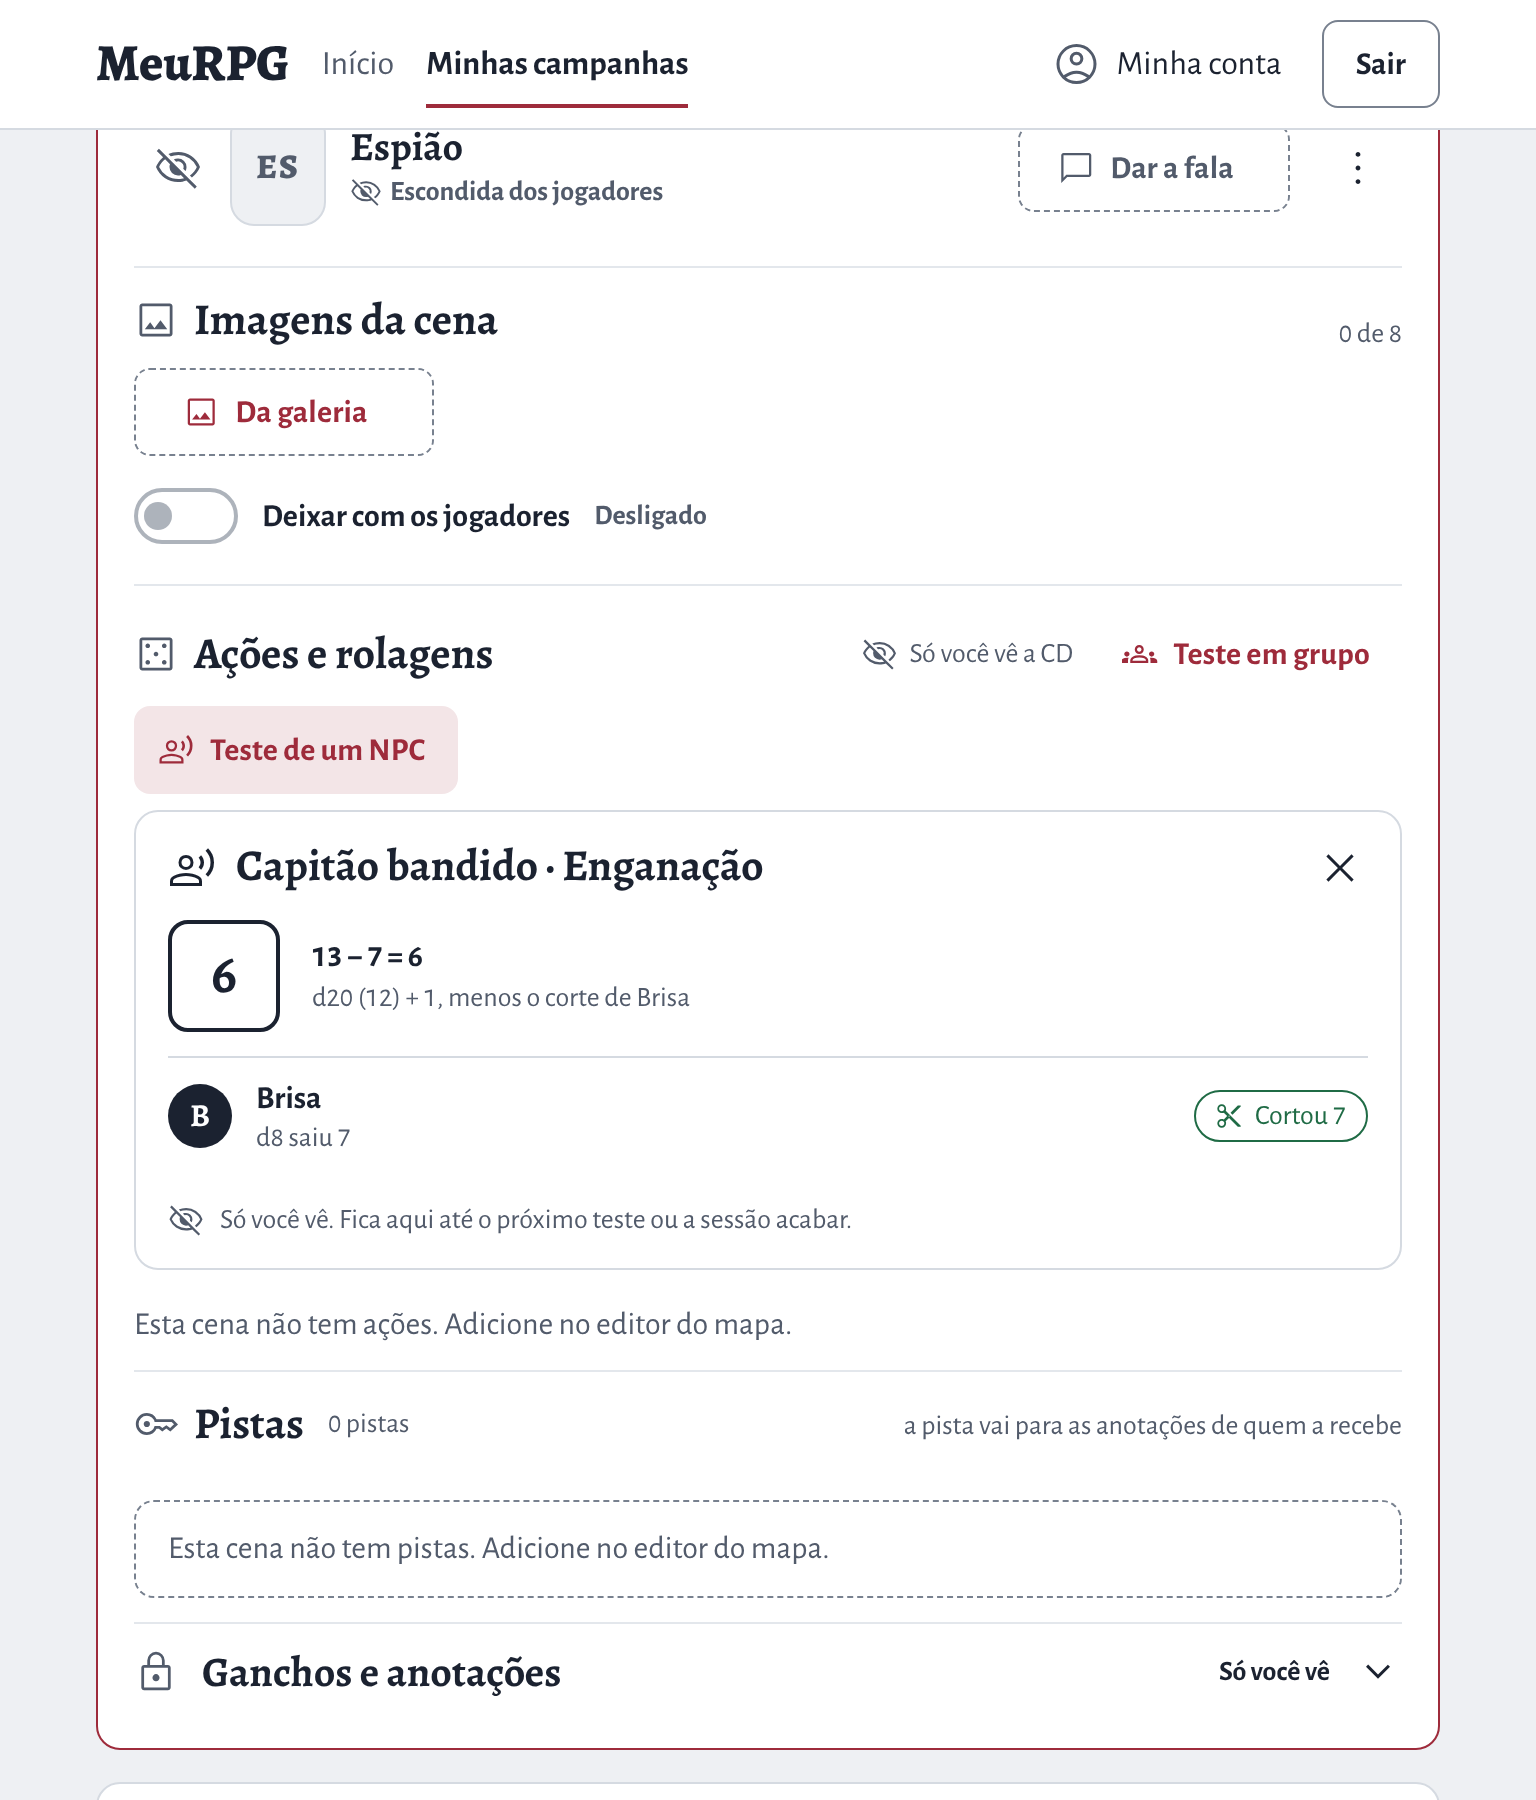 MeuRPG Início Minhas campanhas Minha conta Sair
ES Espião Dar a fala
Escondida dos jogadores
Imagens da cena 0 de 8
Da galeria
Deixar com os jogadores Desligado
Ações e rolagens Só você vê a CD Teste em grupo
Teste de um NPC
Capitão bandido · Enganação
6 13 – 7 = 6
d20 (12) + 1, menos o corte de Brisa
B Brisa Cortou 7
d8 saiu 7
Só você vê. Fica aqui até o próximo teste ou a sessão acabar.
Esta cena não tem ações. Adicione no editor do mapa.
Pistas 0 pistas a pista vai para as anotações de quem a recebe
Esta cena não tem pistas. Adicione no editor do mapa.
Ganchos e anotações Só você vê